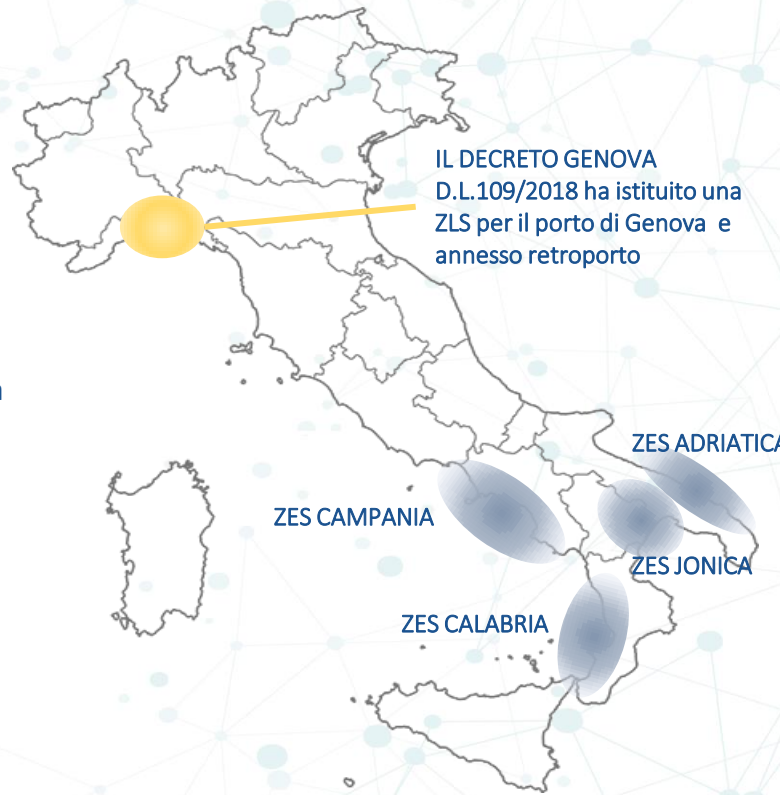 IL DECRETO GENOVA
D.L.109/2018 ha istituito una
ZLS per il porto di Genova e
annesso retroporto
ZES ADRIATICA
ZES CAMPANIA
ZES JONICA
ZES CALABRIA